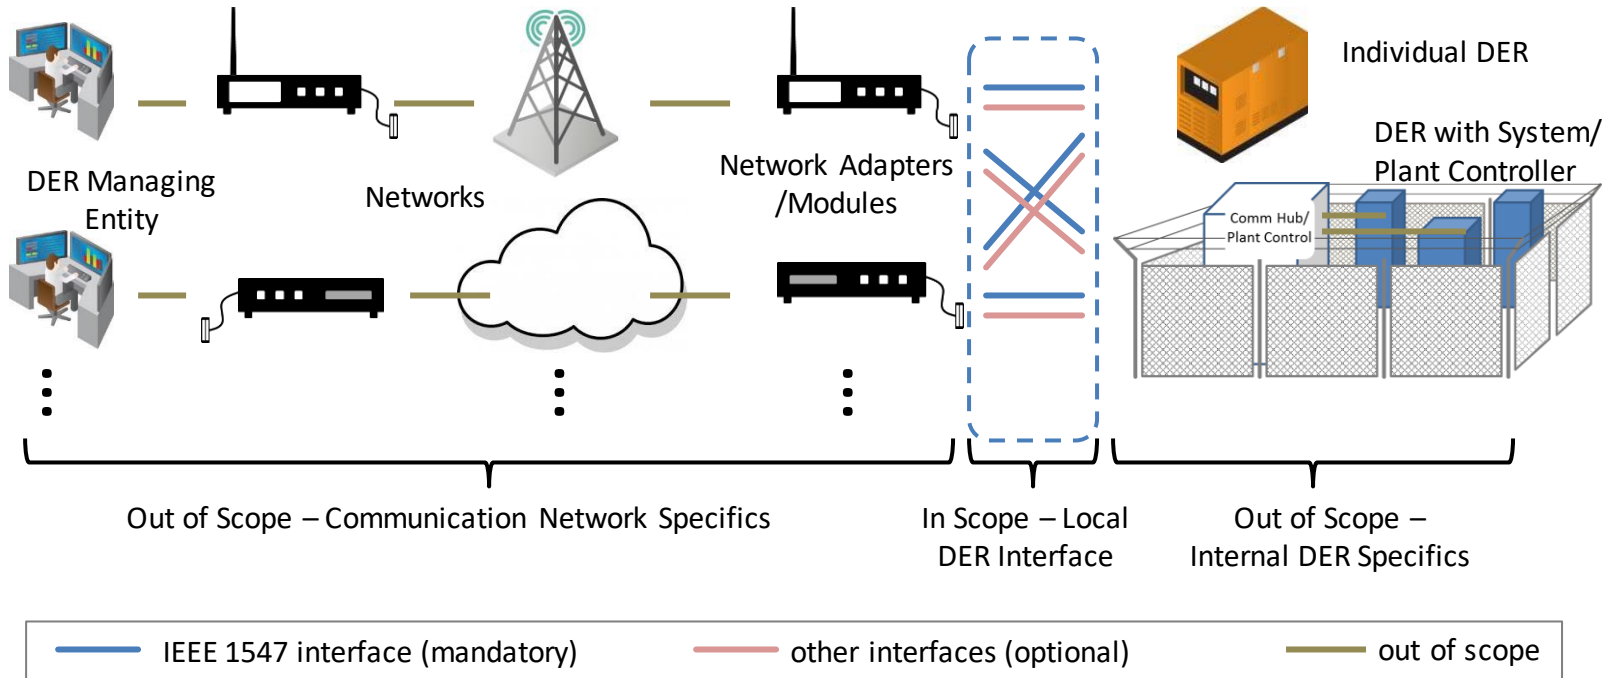 Individual DER
DER with System/
Plant Controller
DER Managing
Entity
Networks
Network Adapters
/Modules
Comm Hub/
Plant Control
Out of Scope – Communication Network Specifics
In Scope – Local
DER Interface
Out of Scope –
Internal DER Specifics
IEEE 1547 interface (mandatory)
other interfaces (optional)
out of scope